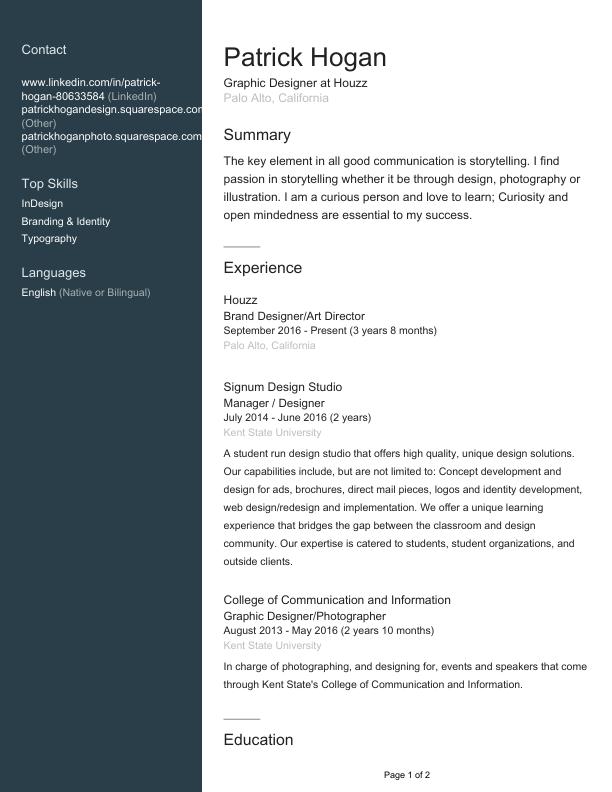 Contact
www.linkedin.com/in/patrick-
hogan-80633584 (LinkedIn)
patrickhogandesign.squarespace.com
(Other)
patrickhoganphoto.squarespace.com
(Other)
Top Skills
InDesign
Branding & Identity
Typography
Languages
English (Native or Bilingual)
Patrick Hogan
Graphic Designer at Houzz
Palo Alto, California
Summary
The key element in all good communication is storytelling. I find
passion in storytelling whether it be through design, photography or
illustration. I am a curious person and love to learn; Curiosity and
open mindedness are essential to my success.
Experience
Houzz
Brand Designer/Art Director
September 2016 - Present (3 years 8 months)
Palo Alto, California
Signum Design Studio
Manager / Designer
July 2014 - June 2016 (2 years)
Kent State University
A student run design studio that offers high quality, unique design solutions.
Our capabilities include, but are not limited to: Concept development and
design for ads, brochures, direct mail pieces, logos and identity development,
web design/redesign and implementation. We offer a unique learning
experience that bridges the gap between the classroom and design
community. Our expertise is catered to students, student organizations, and
outside clients.
College of Communication and Information
Graphic Designer/Photographer
August 2013 - May 2016 (2 years 10 months)
Kent State University
In charge of photographing, and designing for, events and speakers that come
through Kent State's College of Communication and Information.
Education
Page 1 of 2